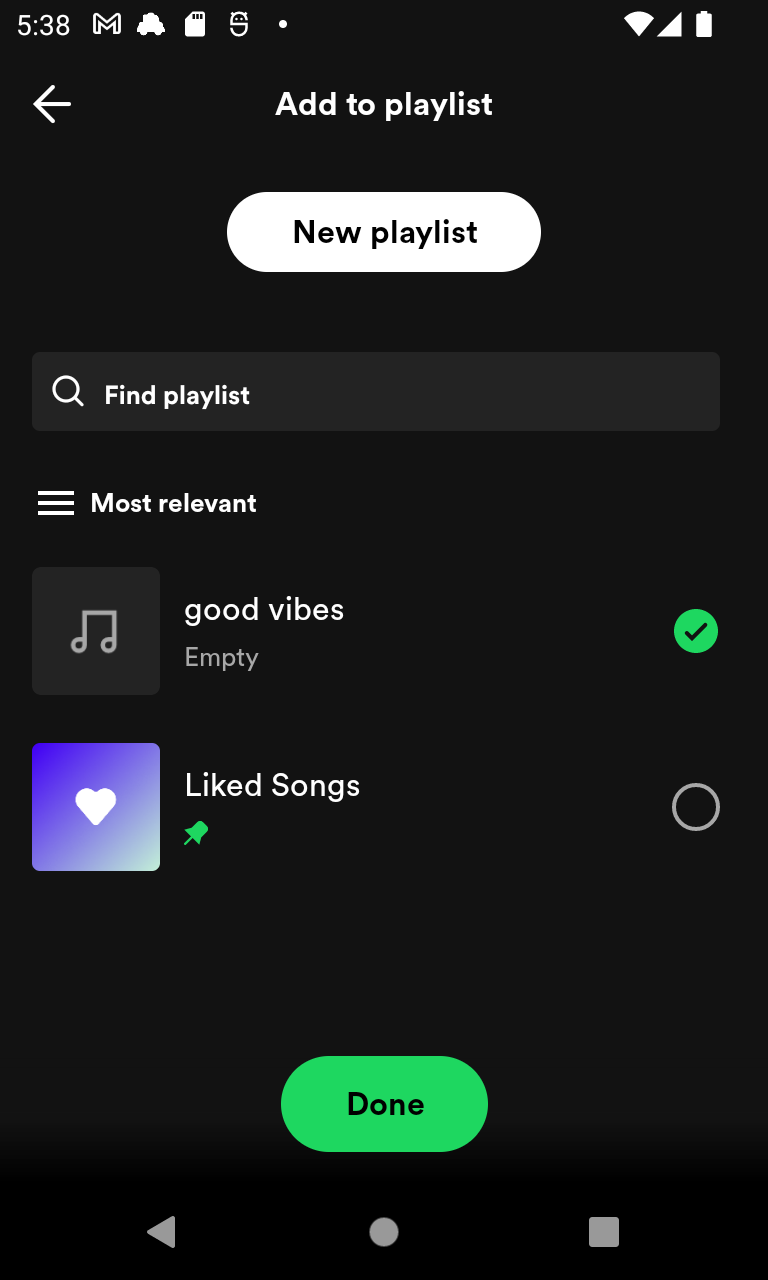 5:38
Add to playlist
New playlist
Find playlist
Most relevant
good vibes
Empty
Liked Songs
Done